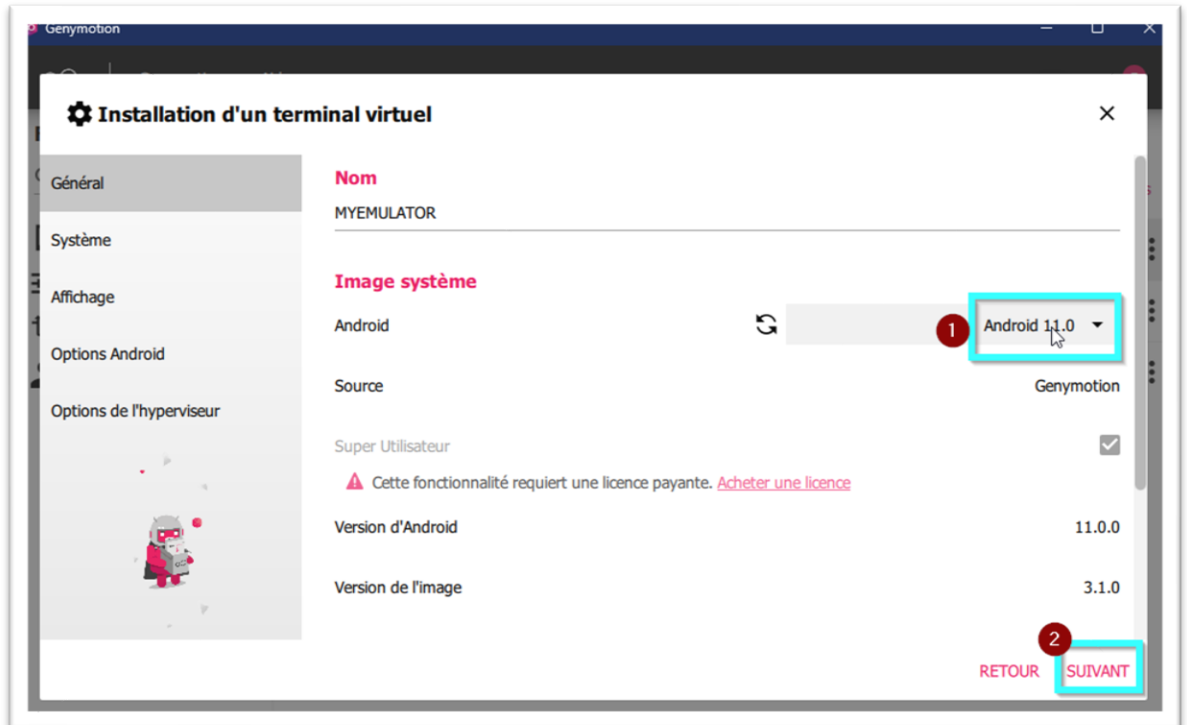 Genymotion
Installation d'un terminal virtuel
Général
Système
Affichage
Options Android
Options de l'hyperviseur
Nom
MYEMULATOR
Image système
Android
1
Android 11.0
Source
Genymotion
Super Utilisateur
Cette fonctionnalité requiert une licence payante. Acheter une licence
Version d'Android
11.0.0
Version de l'image
3.1.0
2
RETOUR
SUIVANT